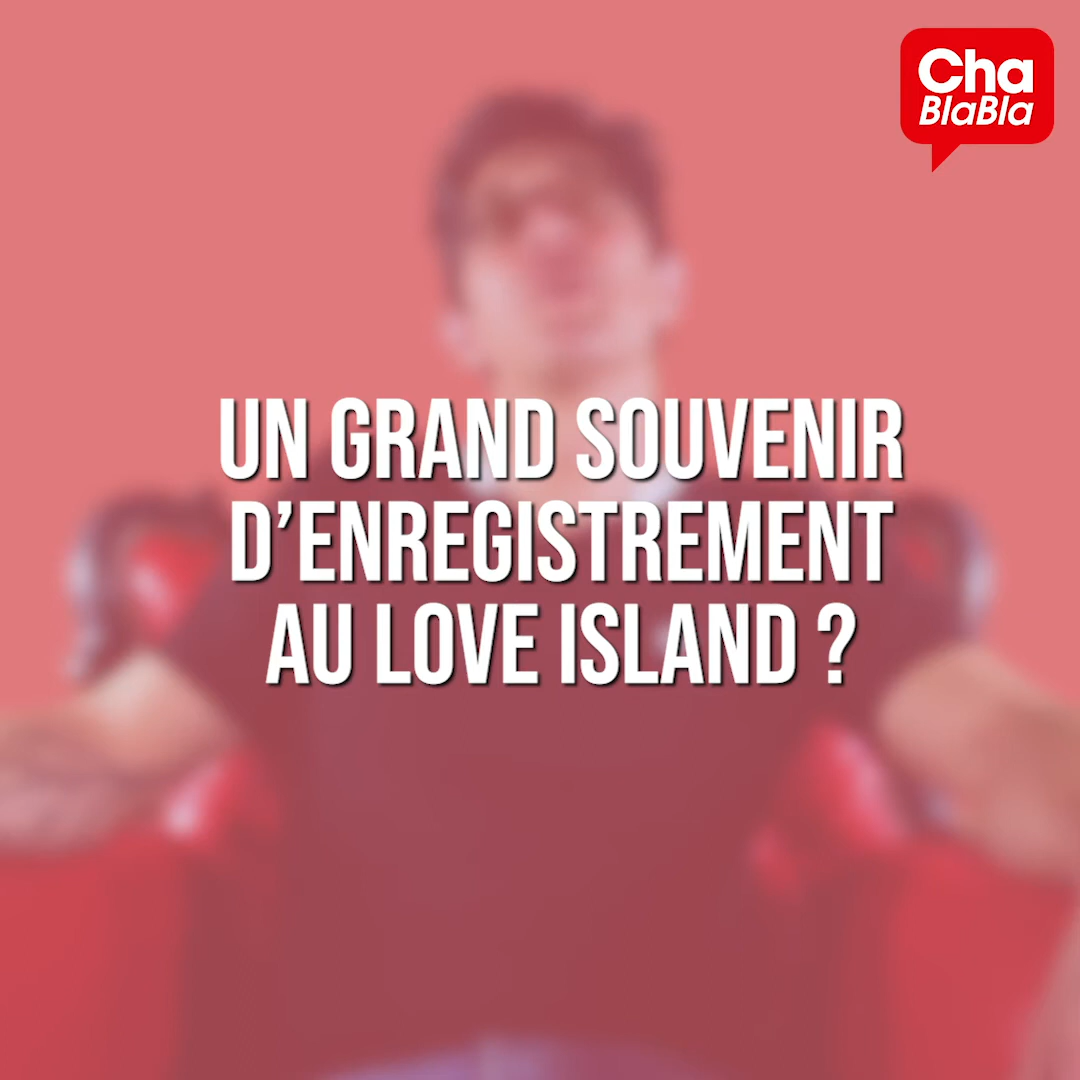 Cha
BlaBla
UN GRAND SOUVENIR
D’ENREGISTREMENT
AU LOVE ISLAND ?